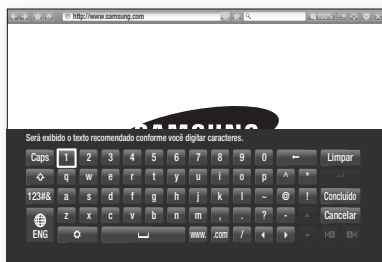 http://www.samsung.com 100%
SAMSUNG
Será exibido o texto recomendado conforme você digitar caracteres.
Caps 1 2 3 4 5 6 7 8 9 0 Limpar
q w e r t y u i o p ^ *
123#& a s d f g h j k l ~ @ ! Concluído
z x c v b n m , . ? - Cancelar
ENG www. .com /